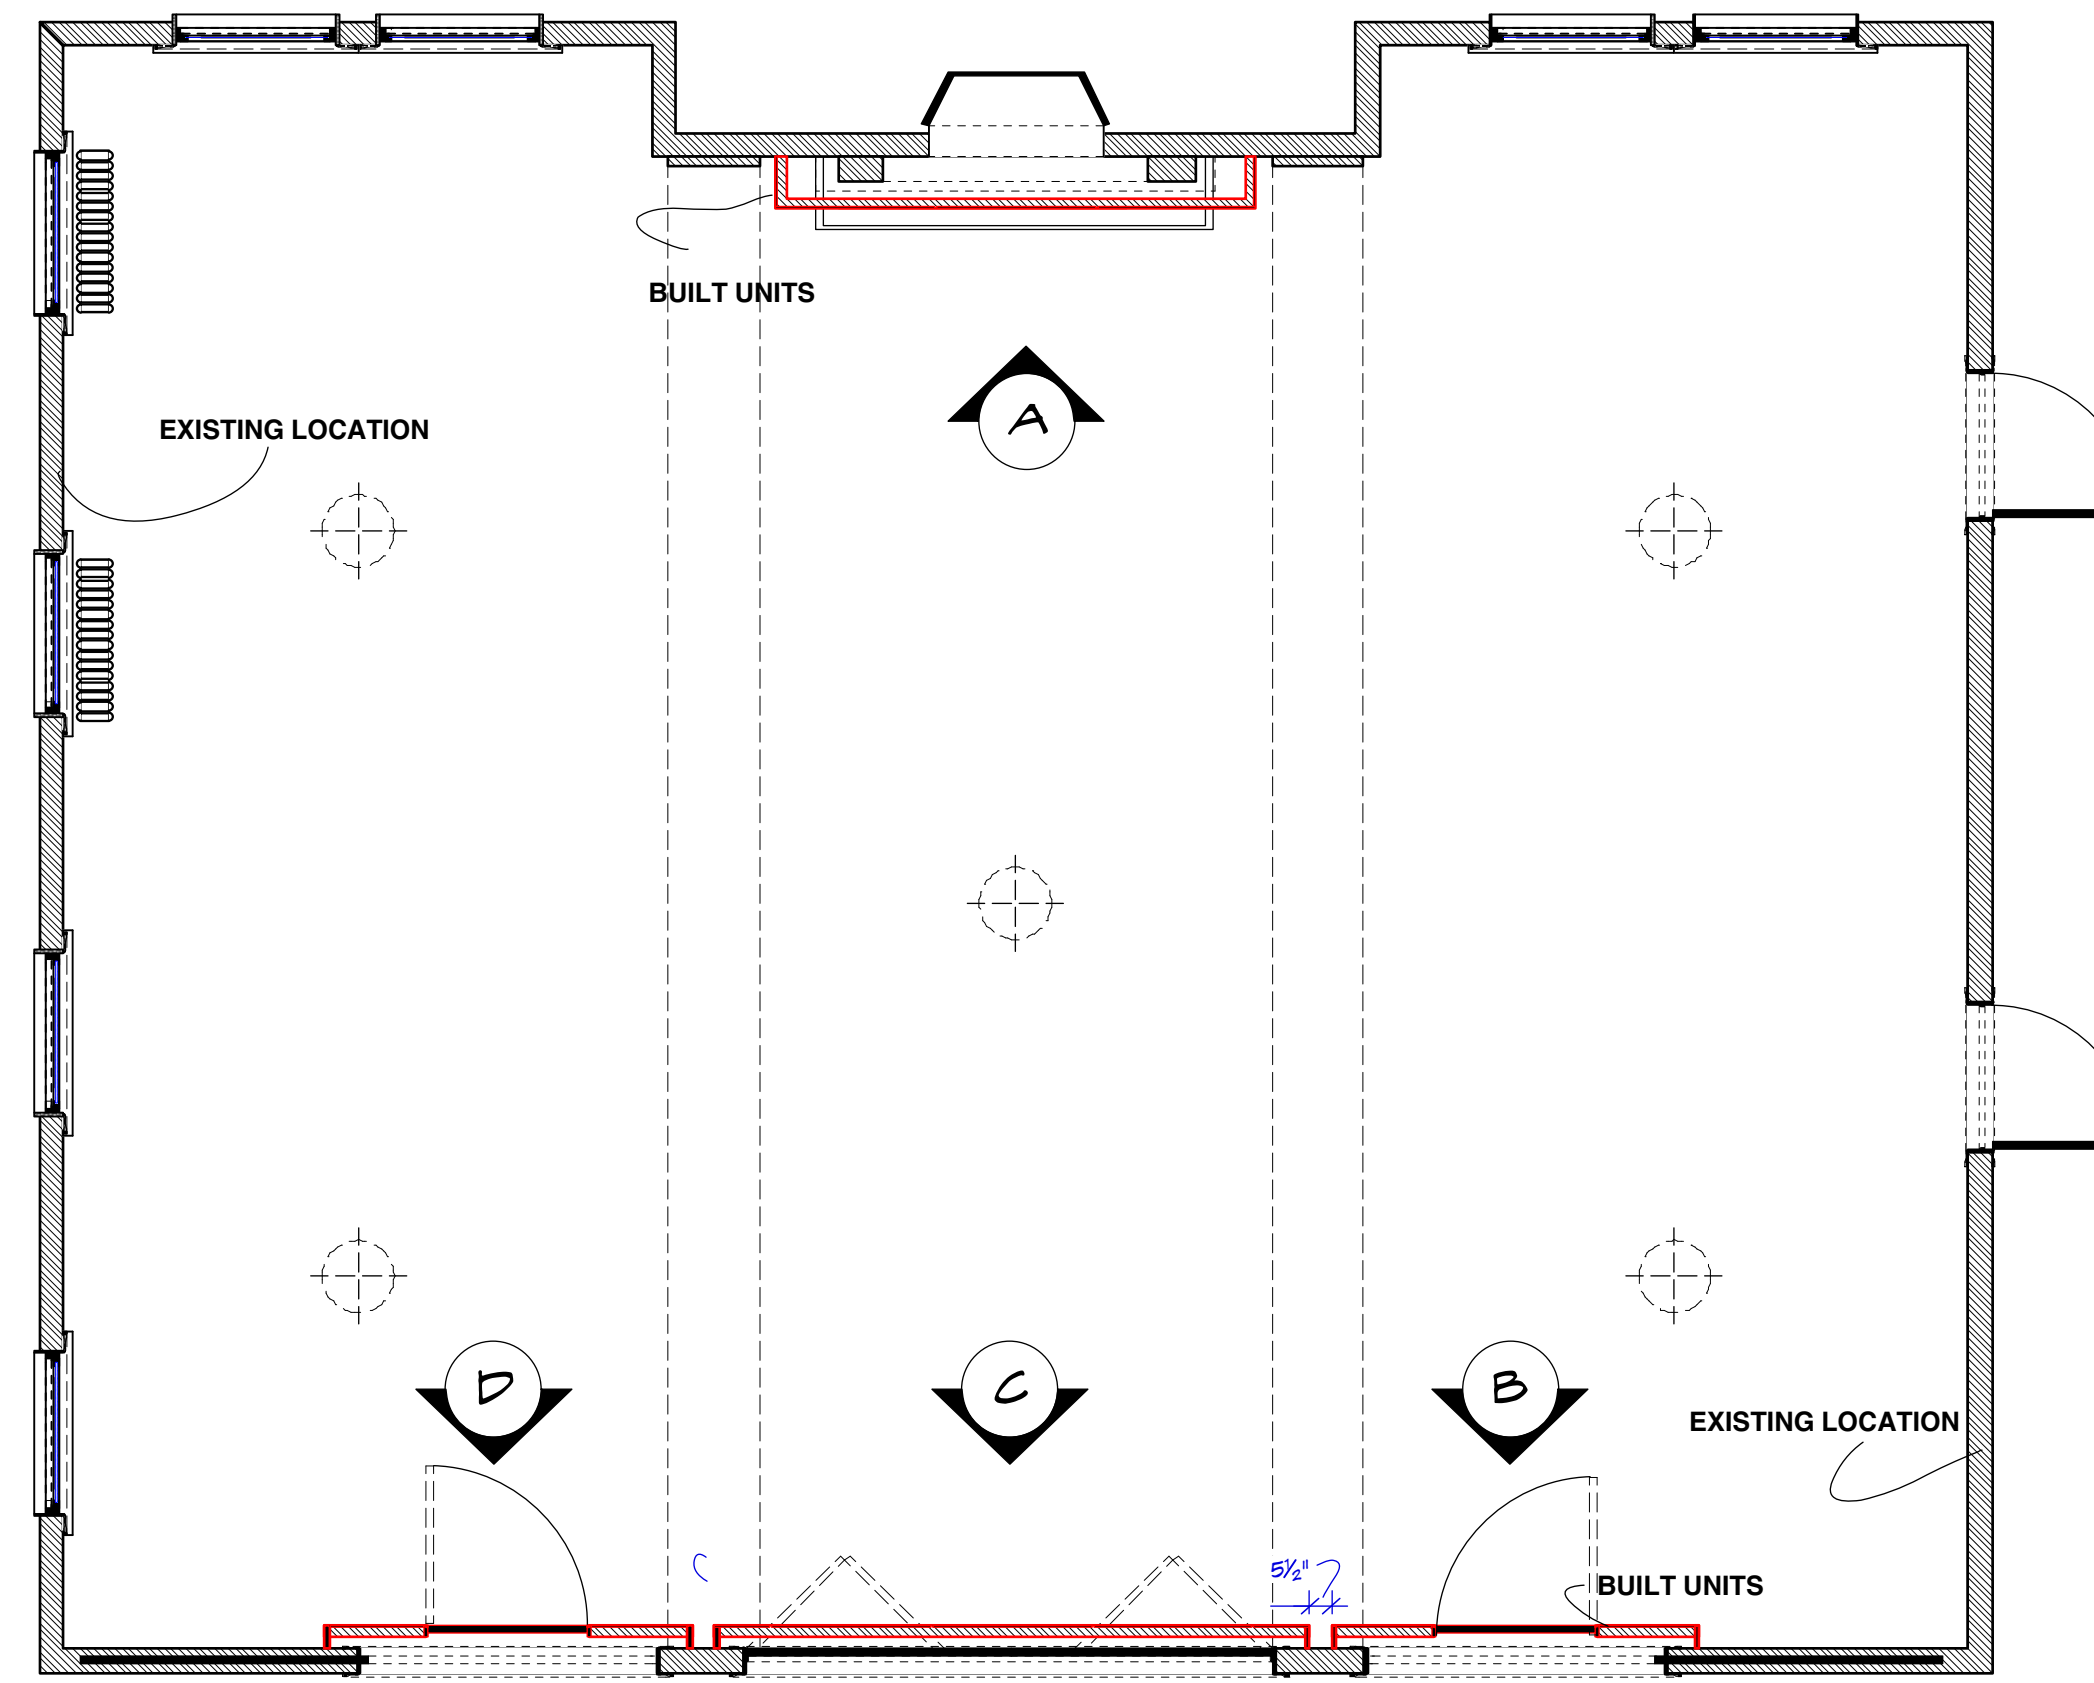 BUILT UNITS
A
EXISTING LOCATION
D
C
B
EXISTING LOCATION
5½"
BUILT UNITS